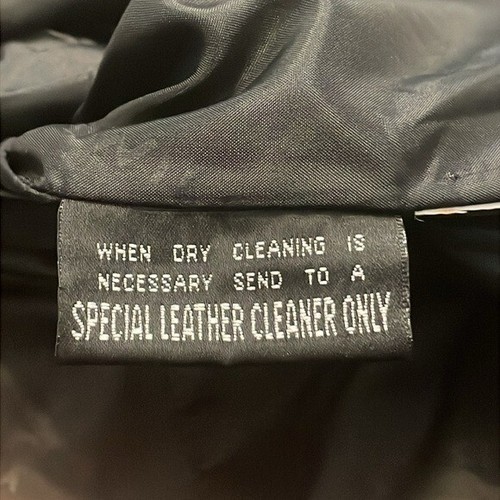 WHEN DRY CLEANING IS
NECESSARY SEND TO A
SPECIAL LEATHER CLEANER ONLY